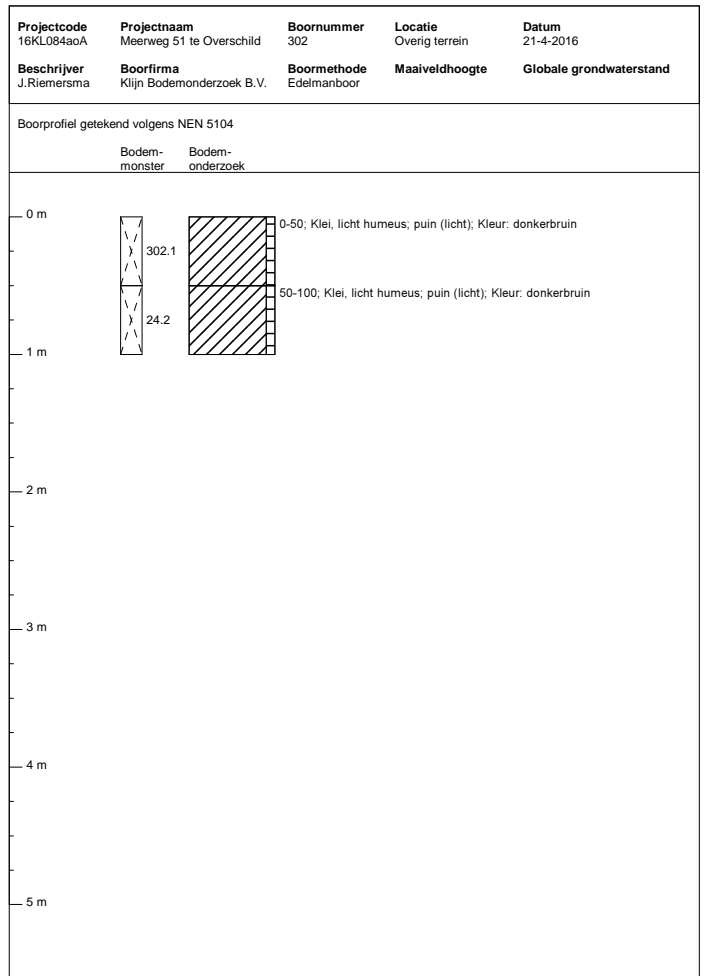 Projectcode Projectnaam Boornummer Locatie Datum
16KL084aoA Meerweg 51 te Overschild 302 Overig terrein 21-4-2016
Beschrijver Boorfirma Boormethode Maaiveldhoogte Globale grondwaterstand
J.Riemersma Klijn Bodemonderzoek B.V. Edelmanboor
Boorprofiel getekend volgens NEN 5104
Bodem- Bodem-
monster onderzoek
0 m
0-50; Klei, licht humeus; puin (licht); Kleur: donkerbruin
302.1
50-100; Klei, licht humeus; puin (licht); Kleur: donkerbruin
24.2
1 m
2 m
3 m
4 m
5 m